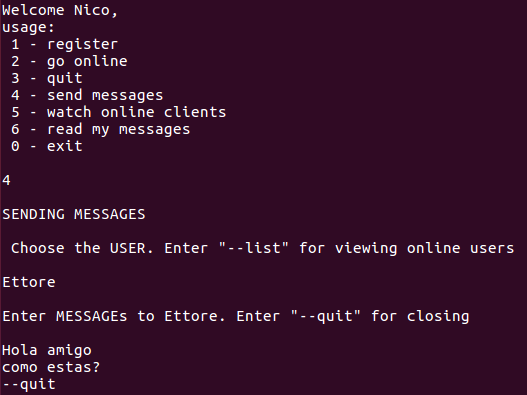 Welcome Nico,
usage:
1 - register
2 - go online
3 - quit
4 - send messages
5 - watch online clients
6 - read my messages
0 - exit
4
SENDING MESSAGES
Choose the USER. Enter "--list" for viewing online users
Ettore
Enter MESSAGEs to Ettore. Enter "--quit" for closing
Hola amigo
como estas?
--quit